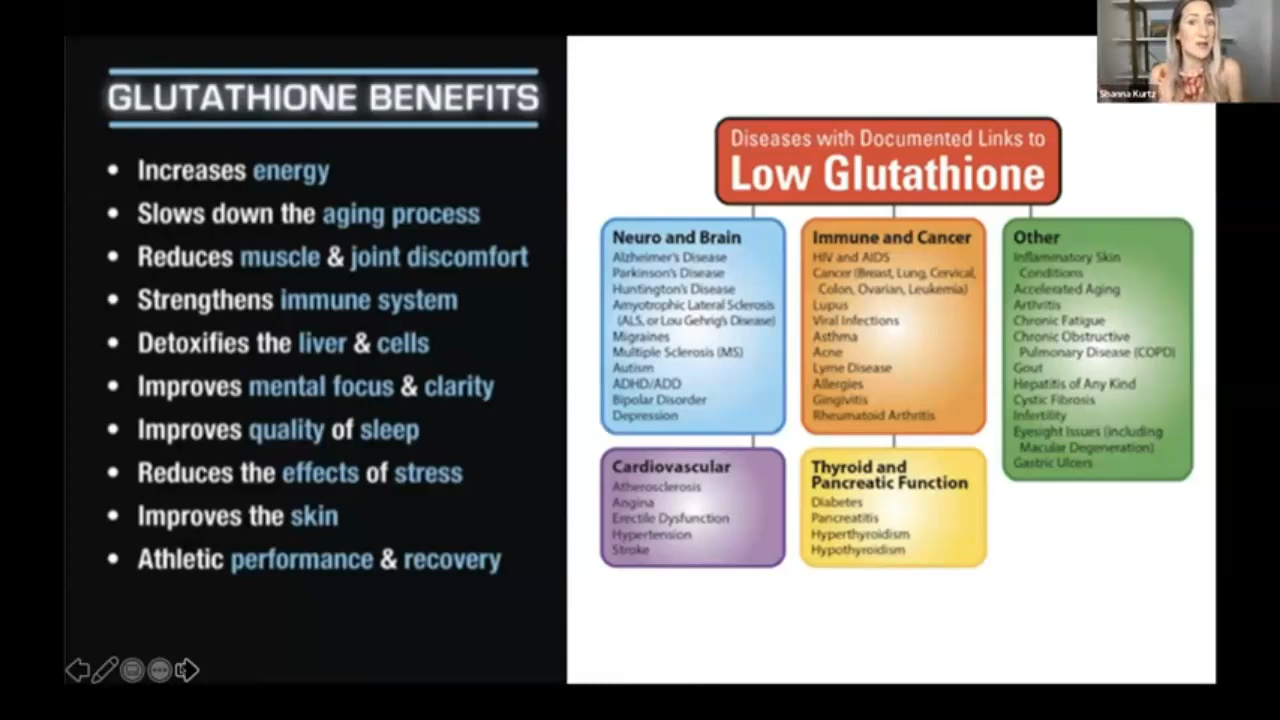 GLUTATHIONE BENEFITS
• Increases energy
• Slows down the aging process
• Reduces muscle & joint discomfort
• Strengthens immune system
• Detoxifies the liver & cells
• Improves mental focus & clarity
• Improves quality of sleep
• Reduces the effects of stress
• Improves the skin
• Athletic performance & recovery
Diseases with Documented Links to
Low Glutathione
Neuro and Brain
Alzheimer's Disease
Parkinson's Disease
Huntington's Disease
Amyotrophic Lateral Sclerosis
(ALS, or Lou Gehrig's Disease)
Migraines
Multiple Sclerosis (MS)
Autism
ADHD/ADD
Bipolar Disorder
Depression
Immune and Cancer
HIV and AIDS
Cancer (Breast, Lung, Cervical,
Colon, Ovarian, Leukemia)
Lupus
Viral Infections
Asthma
Acne
Lyme Disease
Allergies
Gingivitis
Rheumatoid Arthritis
Other
Inflammatory Skin
Conditions
Accelerated Aging
Arthritis
Chronic Fatigue
Chronic Obstructive
Pulmonary Disease (COPD)
Gout
Hepatitis of Any Kind
Cystic Fibrosis
Infertility
Eyesight Issues (including
Macular Degeneration)
Gastric Ulcers
Cardiovascular
Atherosclerosis
Angina
Erectile Dysfunction
Hypertension
Stroke
Thyroid and
Pancreatic Function
Diabetes
Pancreatitis
Hyperthyroidism
Hypothyroidism
Shanna Kurtz